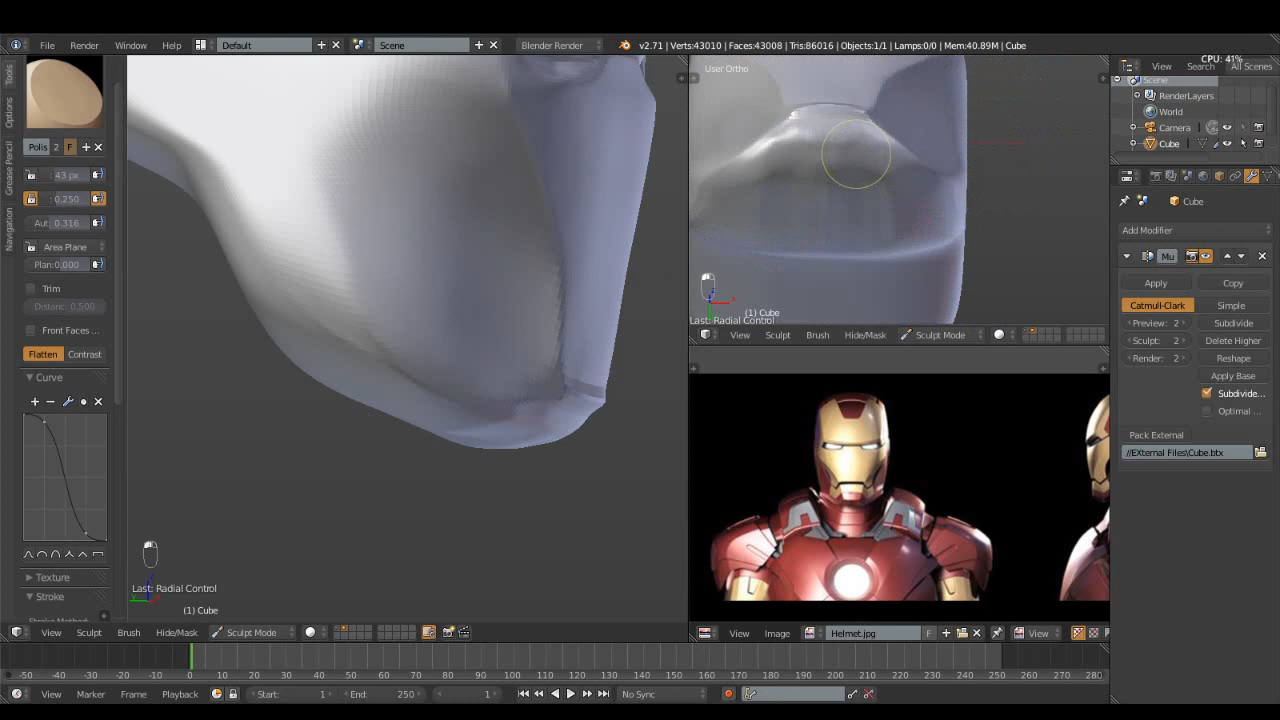 File Render Window Help Default Scene Blender Render v2.71 | Verts:43010 | Faces:43008 | Tris:86016 | Objects:1/1 | Lamps:0/0 | Mem:40.89M | Cube
CPU: 41%
View Search All Scenes
Scene
RenderLayers
World
Camera
Cube
Tools
Options
Grease Pencil
Navigation
Polis 2 F
43 px
0.250
Aut: 0.316
Area Plane
Plan:0.000
Trim
Distanc: 0.500
Front Faces ...
Flatten Contrast
Curve
Texture
Stroke
Last: Radial Control
(1) Cube
View Sculpt Brush Hide/Mask Sculpt Mode
User Ortho
(1) Cube
Last: Radial Control
View Sculpt Brush Hide/Mask Sculpt Mode
View Image Helmet.jpg F View
Cube
Add Modifier
Mu
Apply Copy
Catmull-Clark Simple
Preview: 2 Subdivide
Sculpt: 2 Delete Higher
Render: 2 Reshape
Apply Base
Subdivide...
Optimal ...
Pack External
//EXternal Files\Cube.btx
-50 -40 -30 -20 -10 0 10 20 30 40 50 60 70 80 90 100 110 120 130 140 150 160 170 180 190 200 210 220 230 240 250 260 270 280
View Marker Frame Playback Start: 1 End: 250 1 No Sync